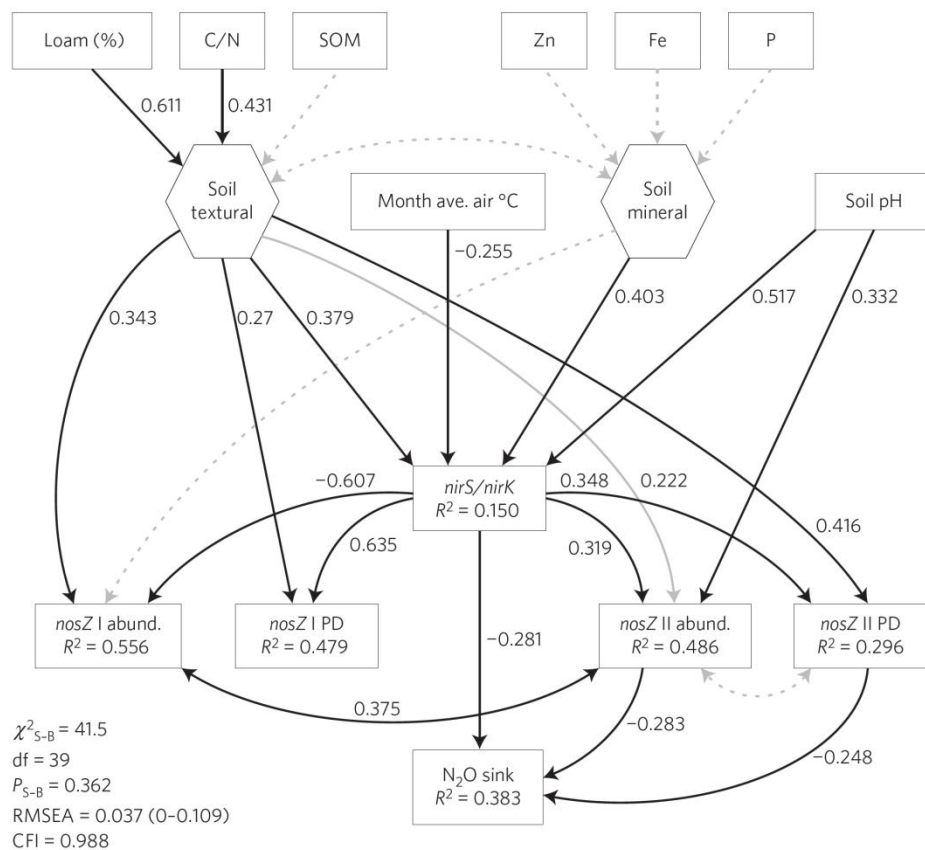 Loam (%)
C/N
SOM
Zn
Fe
P
0.611
0.431
Soil
textural
Month ave. air °C
Soil
mineral
Soil pH
−0.255
0.343
0.27
0.379
0.403
0.517
0.332
−0.607
nirS/nirK
R² = 0.150
0.348
0.222
0.635
0.319
0.416
nosZ I abund.
R² = 0.556
nosZ I PD
R² = 0.479
−0.281
nosZ II abund.
R² = 0.486
nosZ II PD
R² = 0.296
0.375
−0.283
−0.248
N₂O sink
R² = 0.383
χ²S–B = 41.5
df = 39
PS–B = 0.362
RMSEA = 0.037 (0–0.109)
CFI = 0.988